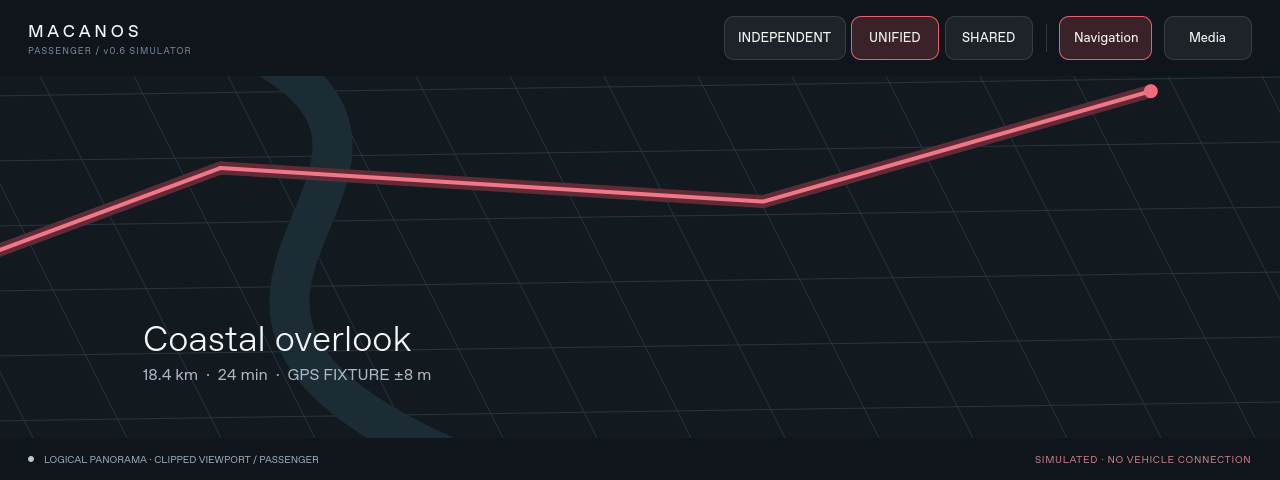 MACANOS
PASSENGER / v0.6 SIMULATOR
INDEPENDENT
UNIFIED
SHARED
Navigation
Media
Coastal overlook
18.4 km · 24 min · GPS FIXTURE ±8 m
LOGICAL PANORAMA · CLIPPED VIEWPORT / PASSENGER
SIMULATED · NO VEHICLE CONNECTION